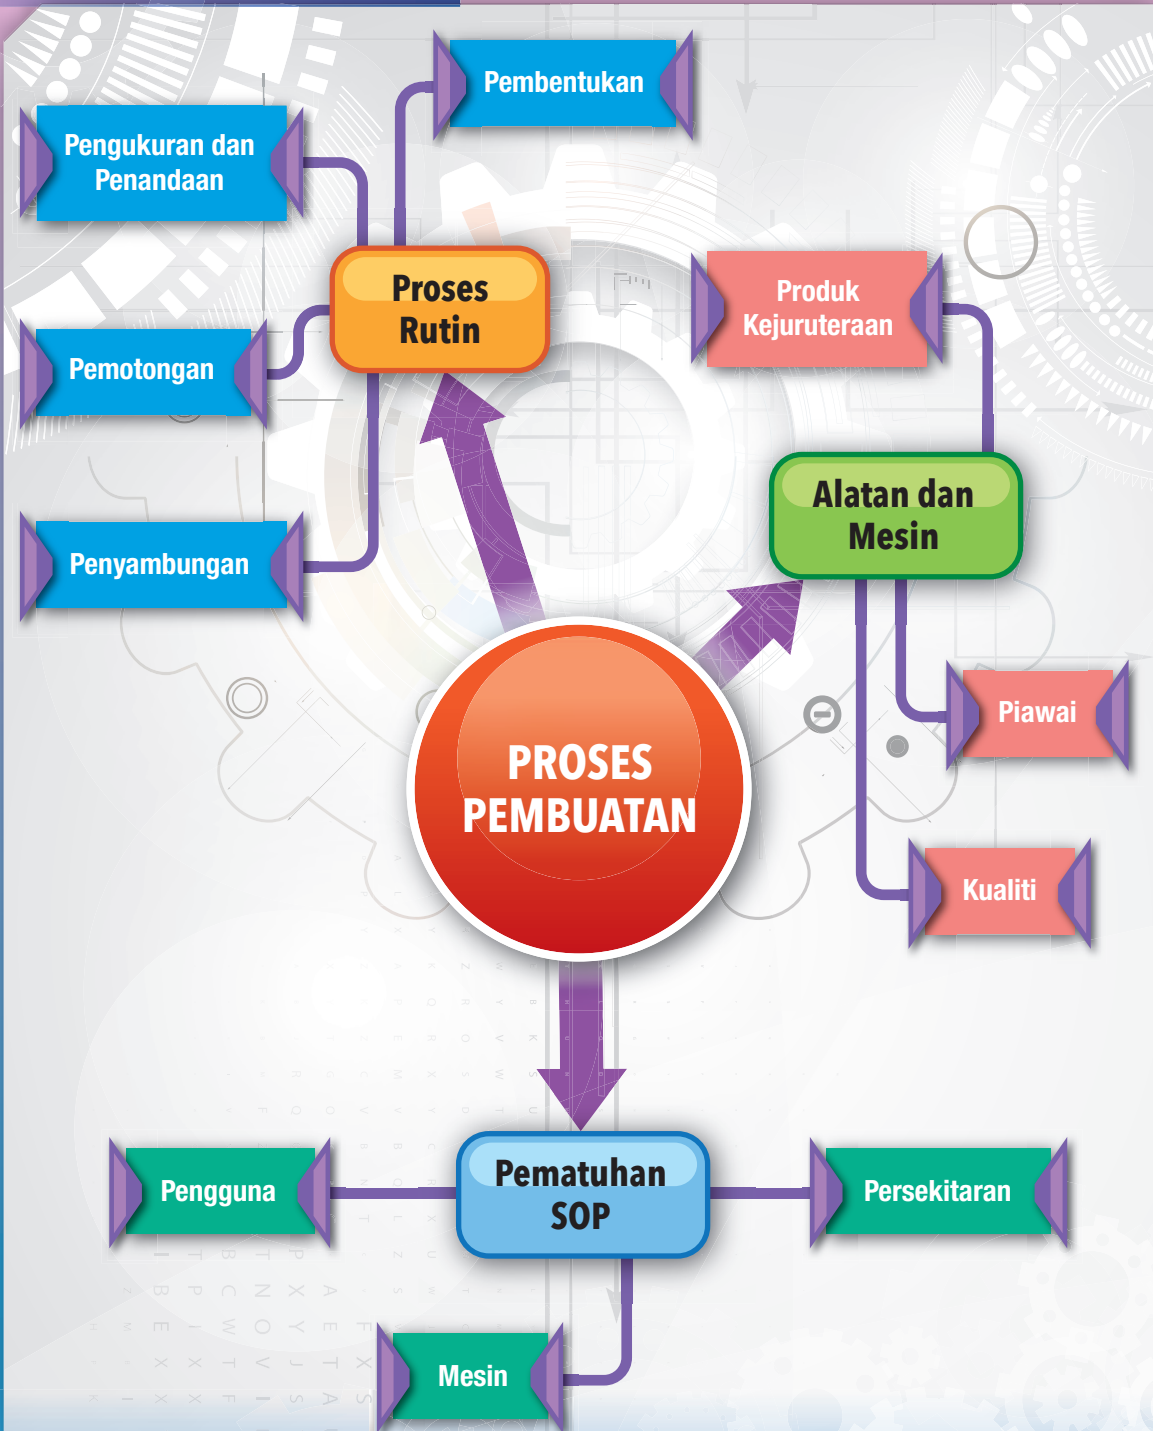 Pembentukan
Pengukuran dan
Penandaan
Proses
Rutin
Produk
Kejuruteraan
Pemotongan
Alatan dan
Mesin
Penyambungan
Piawai
PROSES
PEMBUATAN
Kualiti
Pematuhan
SOP
Pengguna
Persekitaran
Mesin